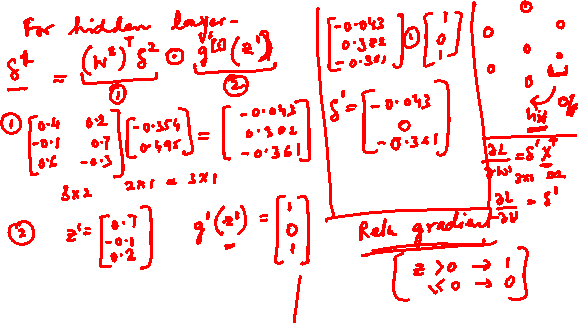 For hidden layer-
δ¹ = (W²)ᵀ δ² ⊙ g'[1](z¹)
① ②
① [0.4 0.2
-0.1 0.7
0.6 -0.3] [-0.354
0.495] = [-0.043
0.382
-0.361]
3x2 2x1 = 3x1
② z¹ = [0.7
-0.1
0.2] g'(z¹) = [1
0
1]
[-0.043
0.382
-0.361] ⊙ [1
0
1]
δ¹ = [-0.043
0
-0.361]
Relu gradient
[z >0 → 1
≤0 → 0]
∂L/∂W¹ = δ¹ xᵀ
3x1
∂L/∂b¹ = δ¹